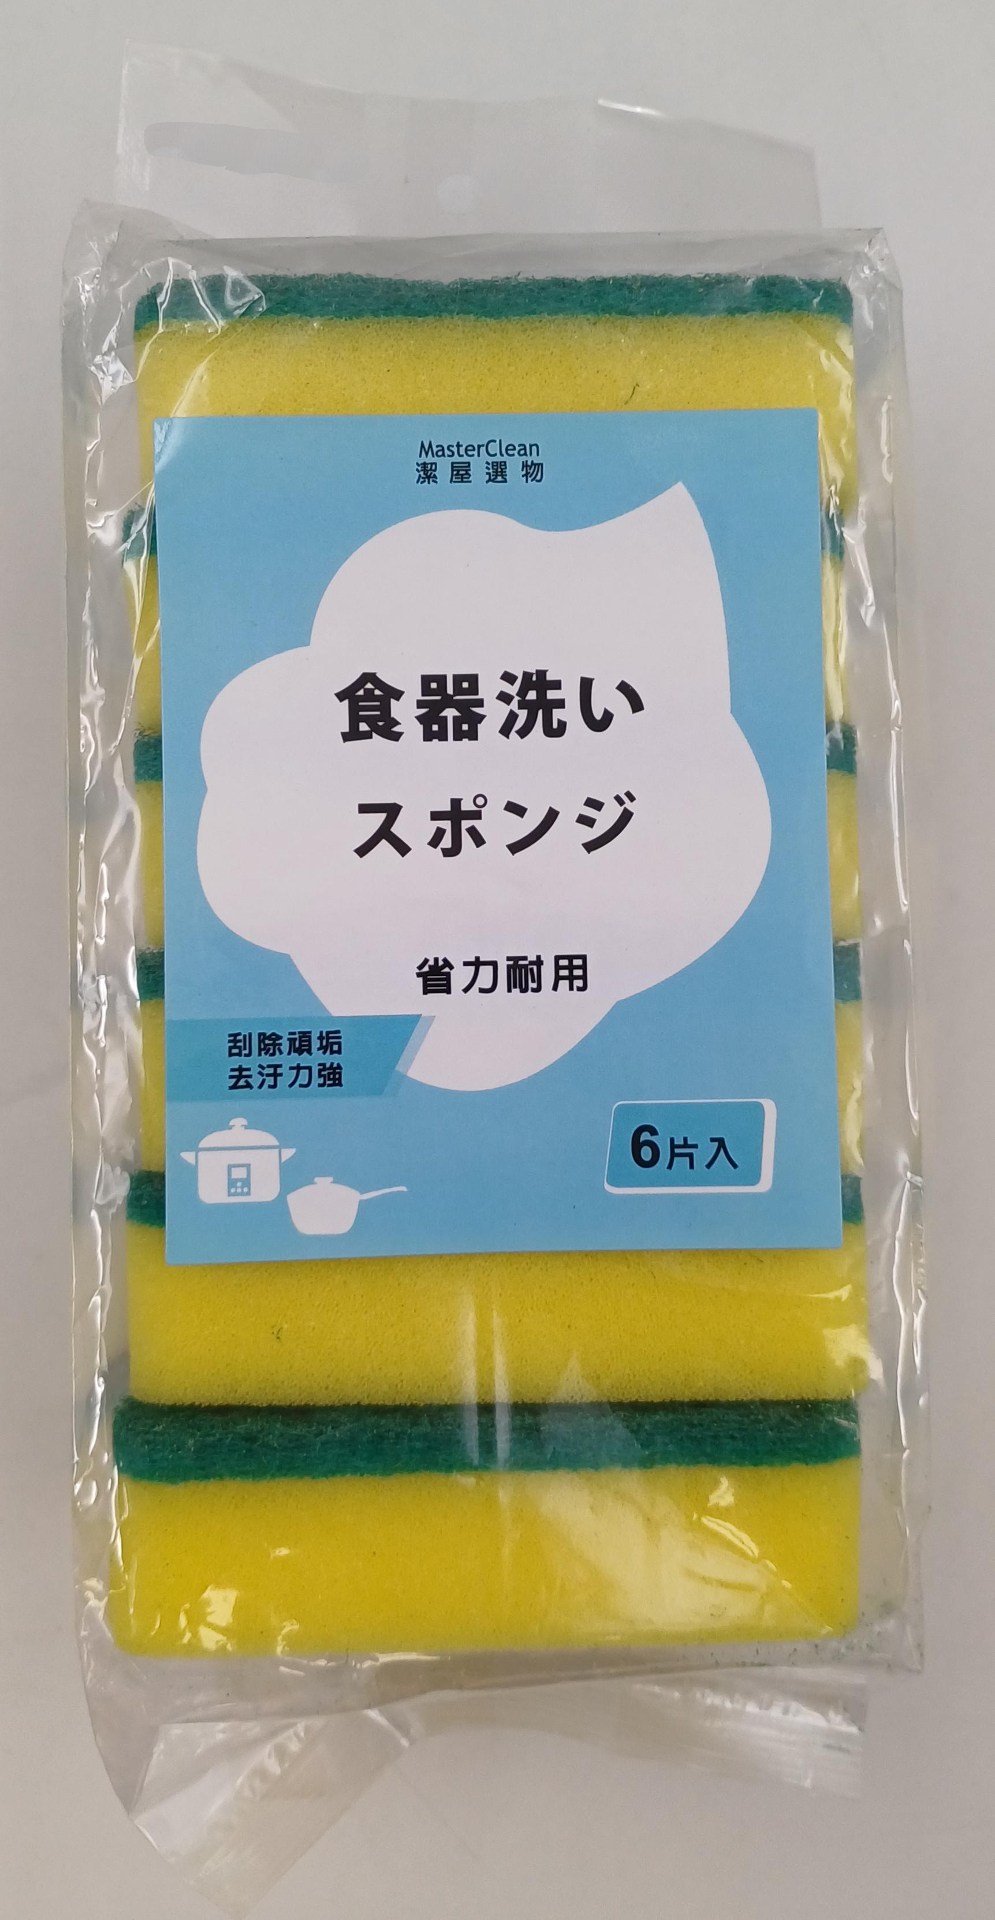 MasterClean
潔屋選物
食器洗い
スポンジ
省力耐用
刮除頑垢
去汙力強
6片入